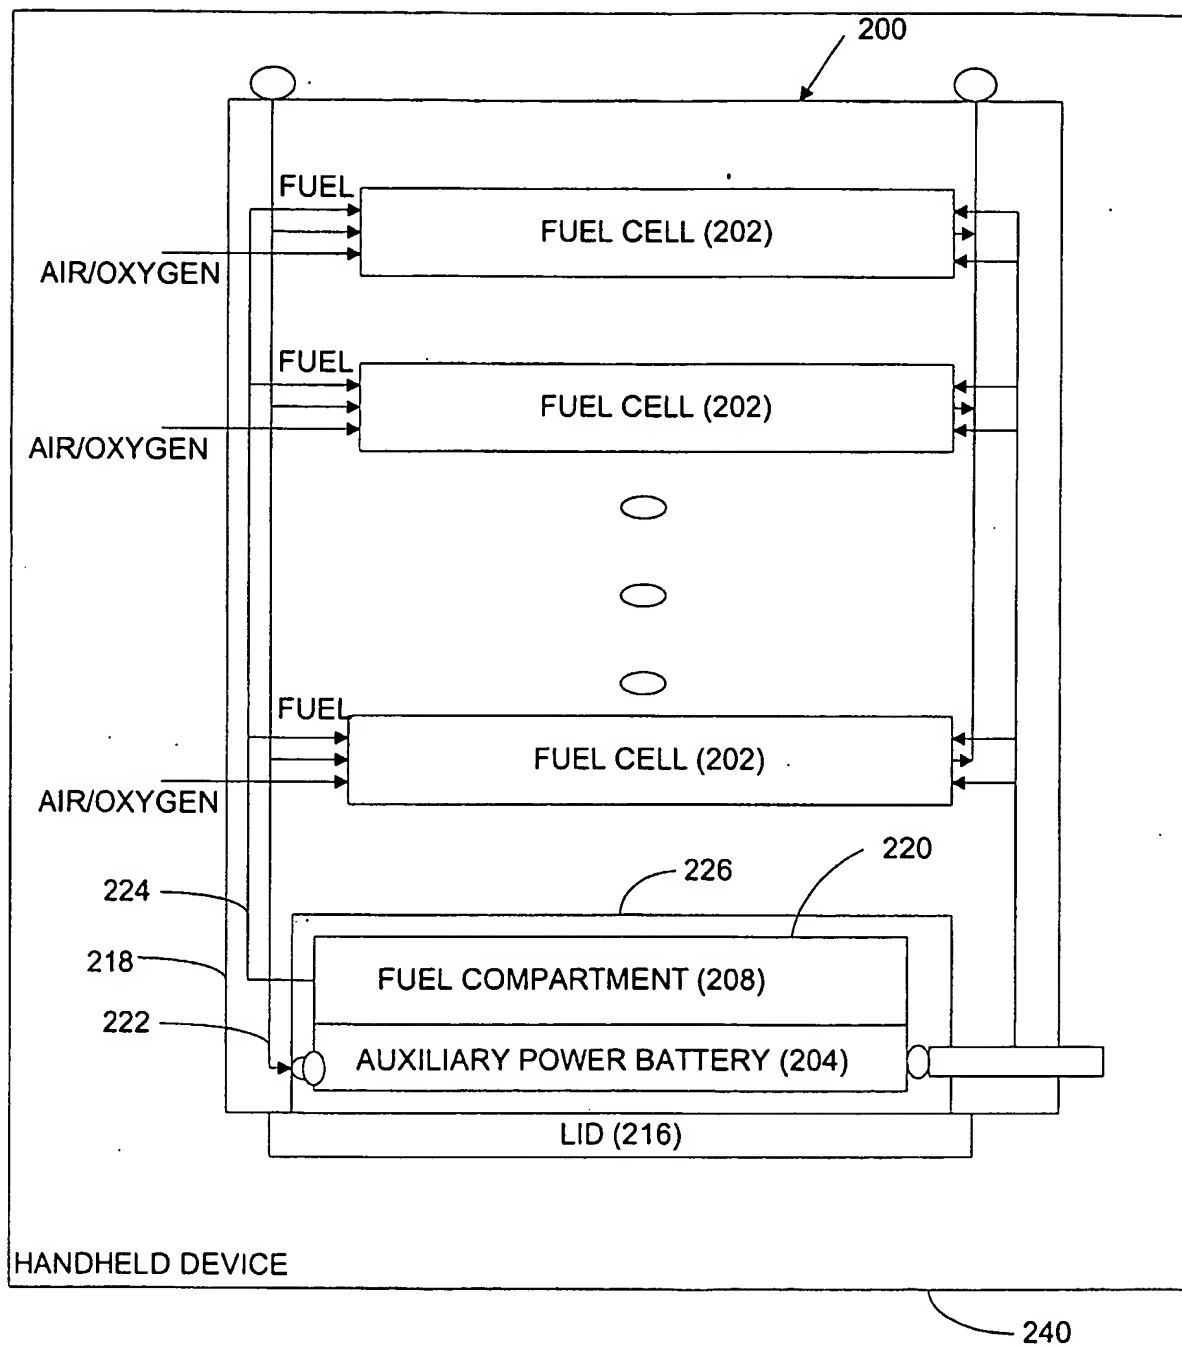 200
FUEL
FUEL CELL (202)
AIR/OXYGEN
FUEL
FUEL CELL (202)
AIR/OXYGEN
FUEL
FUEL CELL (202)
AIR/OXYGEN
220
226
224
218
FUEL COMPARTMENT (208)
222
AUXILIARY POWER BATTERY (204)
LID (216)
HANDHELD DEVICE
240